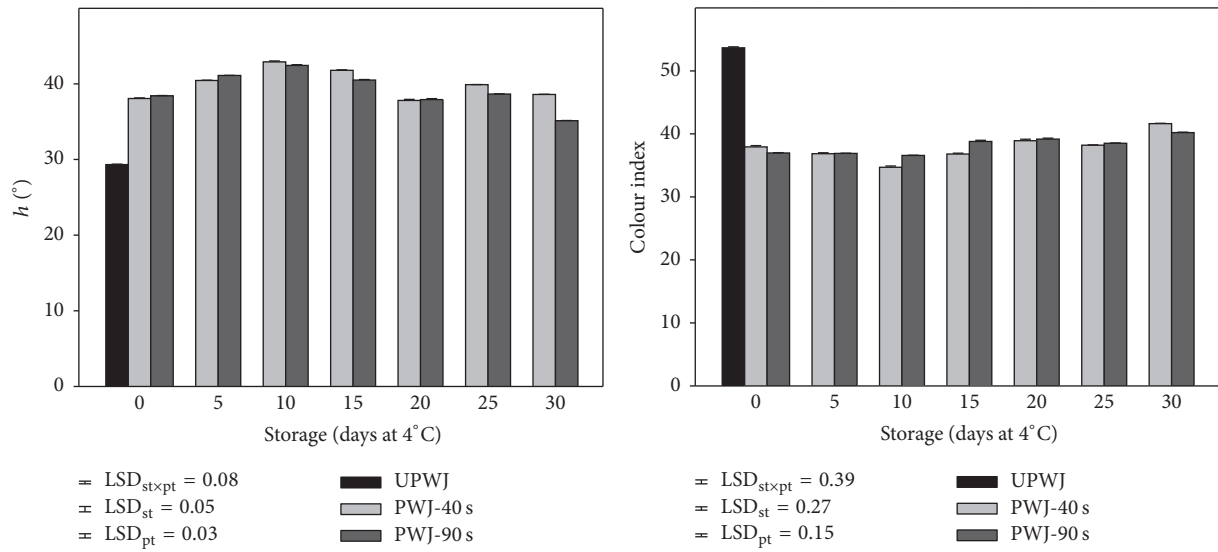 40
30
20
10
0
h (°)
0 5 10 15 20 25 30
Storage (days at 4°C)
LSDst×pt = 0.08
LSDst = 0.05
LSDpt = 0.03
UPWJ
PWJ-40 s
PWJ-90 s
50
40
30
20
10
0
Colour index
0 5 10 15 20 25 30
Storage (days at 4°C)
LSDst×pt = 0.39
LSDst = 0.27
LSDpt = 0.15
UPWJ
PWJ-40 s
PWJ-90 s